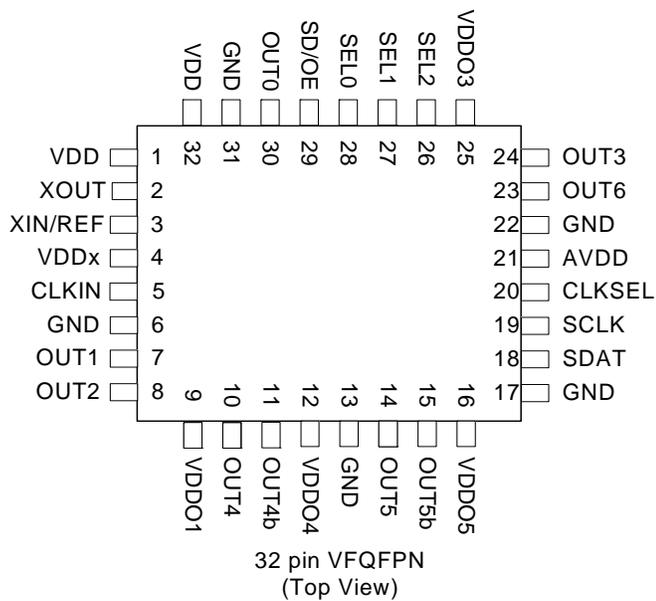 VDD
GND
OUT0
SD/OE
SEL0
SEL1
SEL2
VDDO3
32
31
30
29
28
27
26
25
VDD 1
XOUT 2
XIN/REF 3
VDDx 4
CLKIN 5
GND 6
OUT1 7
OUT2 8
24 OUT3
23 OUT6
22 GND
21 AVDD
20 CLKSEL
19 SCLK
18 SDAT
17 GND
9
10
11
12
13
14
15
16
VDDO1
OUT4
OUT4b
VDDO4
GND
OUT5
OUT5b
VDDO5
32 pin VFQFPN
(Top View)